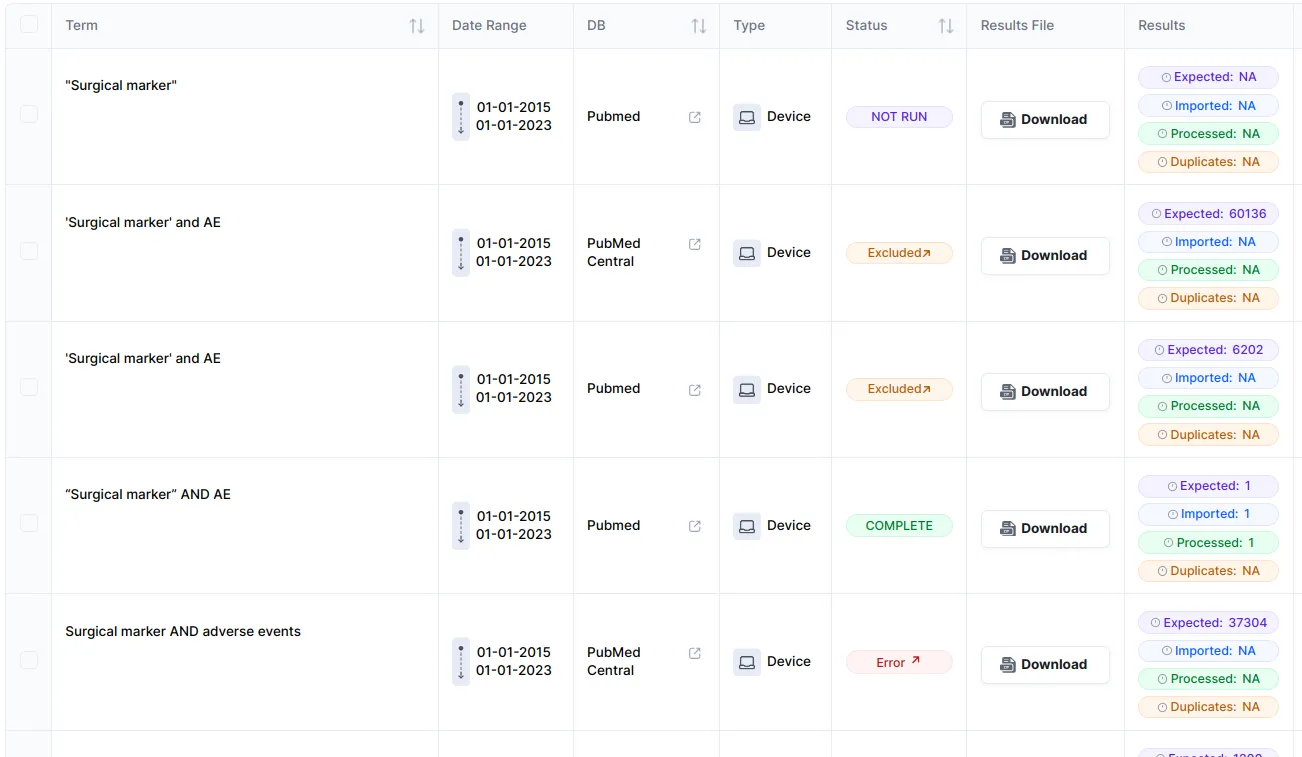 Term Date Range DB Type Status Results File Results
"Surgical marker"
01-01-2015
01-01-2023
Pubmed
Device
NOT RUN
Download
Expected: NA
Imported: NA
Processed: NA
Duplicates: NA
'Surgical marker' and AE
01-01-2015
01-01-2023
PubMed
Central
Device
Excluded
Download
Expected: 60136
Imported: NA
Processed: NA
Duplicates: NA
'Surgical marker' and AE
01-01-2015
01-01-2023
Pubmed
Device
Excluded
Download
Expected: 6202
Imported: NA
Processed: NA
Duplicates: NA
“Surgical marker” AND AE
01-01-2015
01-01-2023
Pubmed
Device
COMPLETE
Download
Expected: 1
Imported: 1
Processed: 1
Duplicates: NA
Surgical marker AND adverse events
01-01-2015
01-01-2023
PubMed
Central
Device
Error
Download
Expected: 37304
Imported: NA
Processed: NA
Duplicates: NA
Expected: